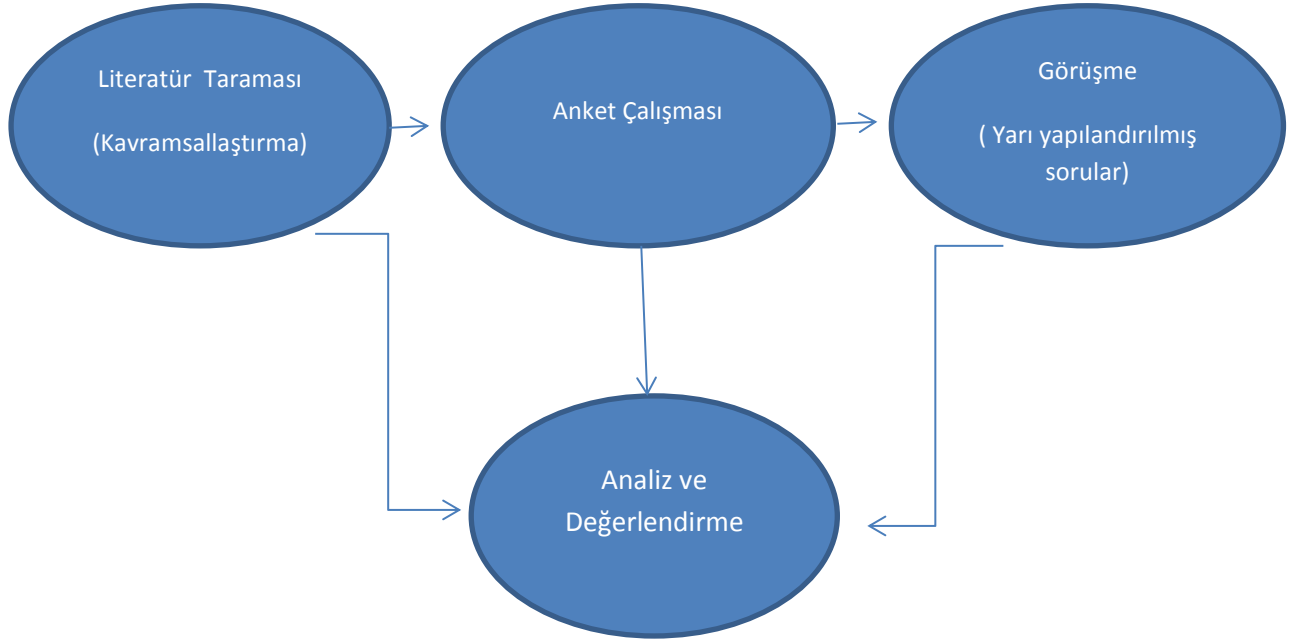 Literatür Taraması
(Kavramsallaştırma)
Anket Çalışması
Görüşme
( Yarı yapılandırılmış
sorular)
Analiz ve
Değerlendirme